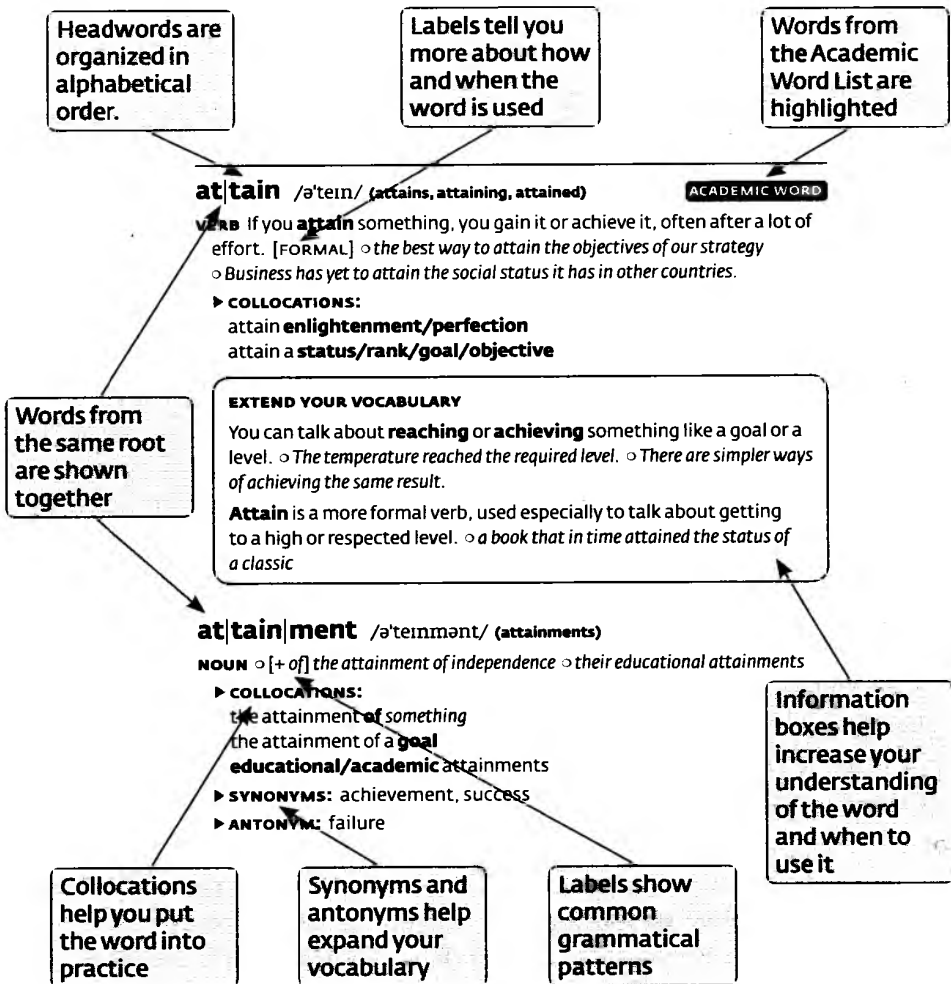 Headwords are
organized in
alphabetical
order.
Labels tell you
more about how
and when the
word is used
Words from
the Academic
Word List are
highlighted
at|tain /ə'teɪn/ (attains, attaining, attained) ACADEMIC WORD
VERB If you attain something, you gain it or achieve it, often after a lot of
effort. [FORMAL] ○ the best way to attain the objectives of our strategy
○ Business has yet to attain the social status it has in other countries.
▶ COLLOCATIONS:
attain enlightenment/perfection
attain a status/rank/goal/objective
Words from
the same root
are shown
together
EXTEND YOUR VOCABULARY
You can talk about reaching or achieving something like a goal or a
level. ○ The temperature reached the required level. ○ There are simpler ways
of achieving the same result.
Attain is a more formal verb, used especially to talk about getting
to a high or respected level. ○ a book that in time attained the status of
a classic
at|tain|ment /ə'teɪnmənt/ (attainments)
NOUN ○ [+ of] the attainment of independence ○ their educational attainments
▶ COLLOCATIONS:
the attainment of something
the attainment of a goal
educational/academic attainments
▶ SYNONYMS: achievement, success
▶ ANTONYM: failure
Information
boxes help
increase your
understanding
of the word
and when to
use it
Collocations
help you put
the word into
practice
Synonyms and
antonyms help
expand your
vocabulary
Labels show
common
grammatical
patterns